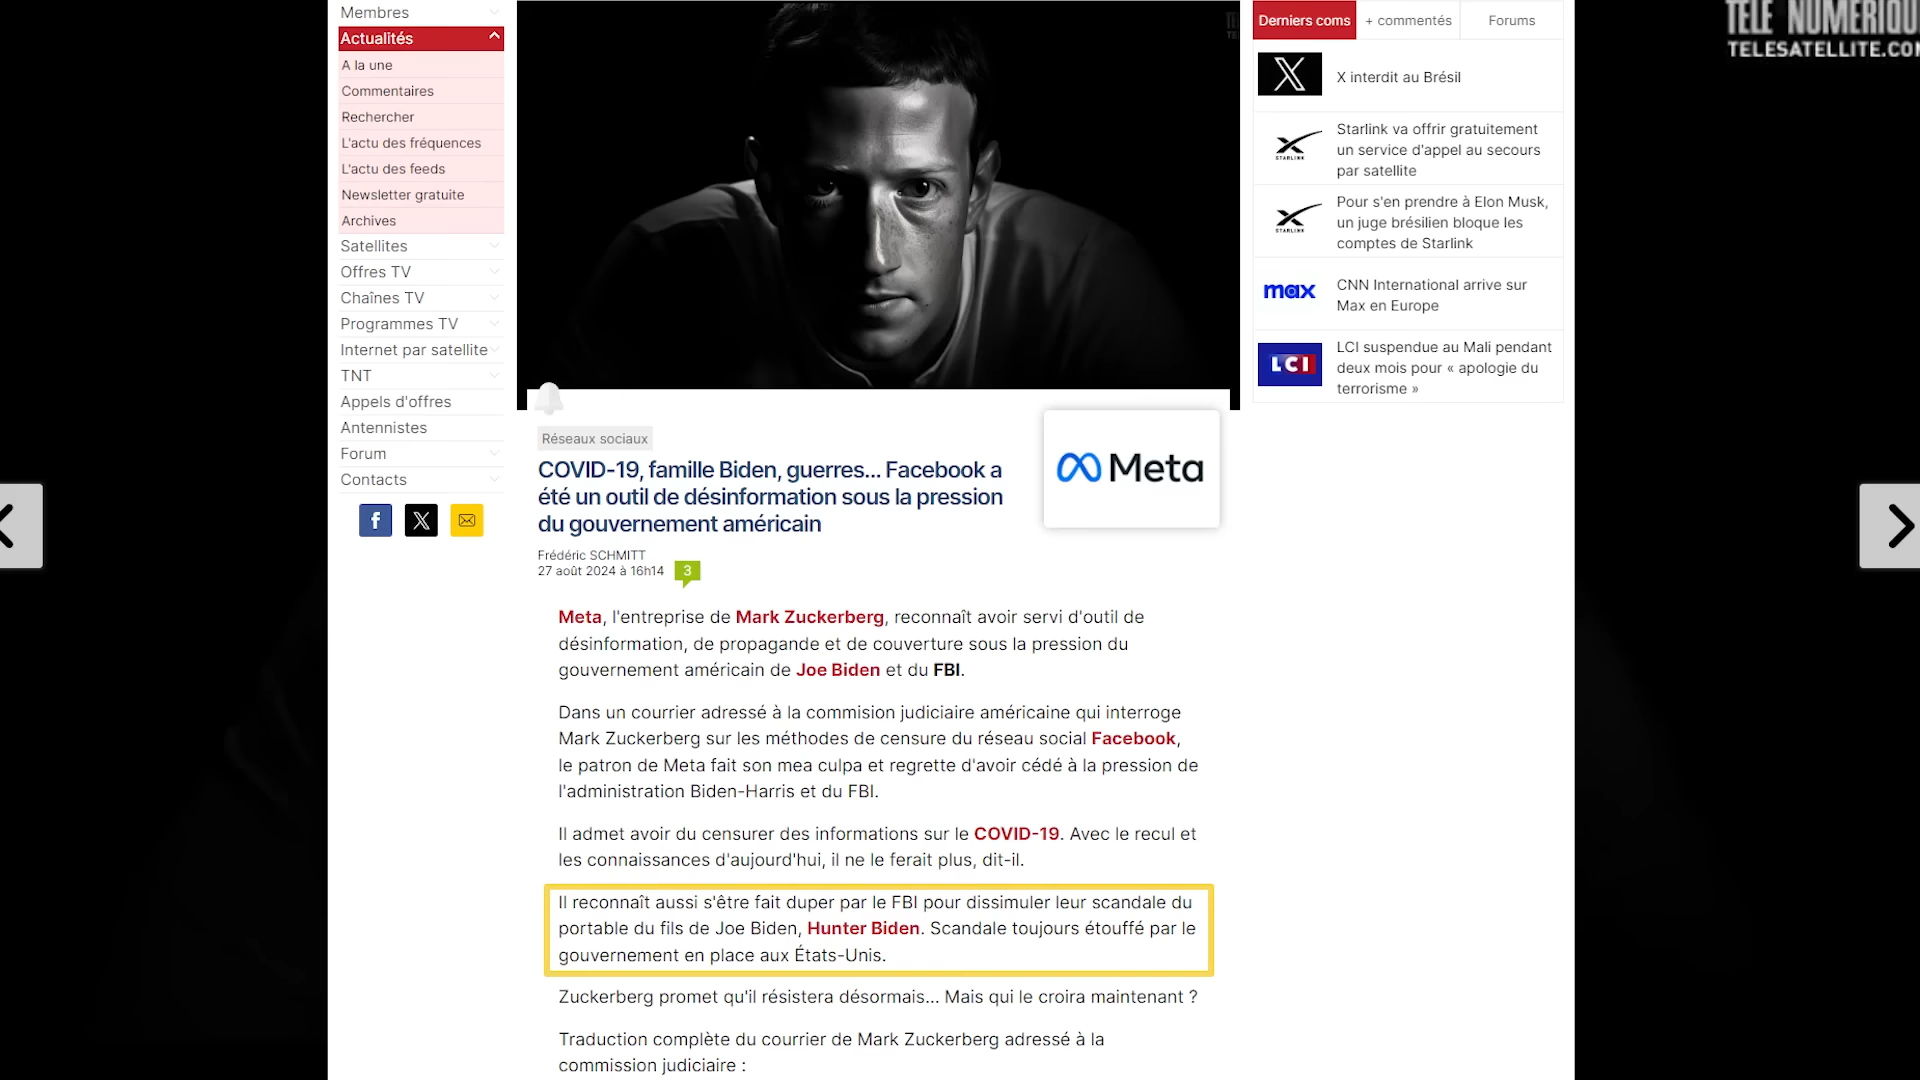 Membres
Actualités
A la une
Commentaires
Rechercher
L'actu des fréquences
L'actu des feeds
Newsletter gratuite
Archives
Satellites
Offres TV
Chaînes TV
Programmes TV
Internet par satellite
TNT
Appels d'offres
Antennistes
Forum
Contacts
Réseaux sociaux
COVID-19, famille Biden, guerres... Facebook a
été un outil de désinformation sous la pression
du gouvernement américain
Meta
Frédéric SCHMITT
27 août 2024 à 16h14
3
Meta, l'entreprise de Mark Zuckerberg, reconnaît avoir servi d'outil de
désinformation, de propagande et de couverture sous la pression du
gouvernement américain de Joe Biden et du FBI.
Dans un courrier adressé à la commision judiciaire américaine qui interroge
Mark Zuckerberg sur les méthodes de censure du réseau social Facebook,
le patron de Meta fait son mea culpa et regrette d'avoir cédé à la pression de
l'administration Biden-Harris et du FBI.
Il admet avoir du censurer des informations sur le COVID-19. Avec le recul et
les connaissances d'aujourd'hui, il ne le ferait plus, dit-il.
Il reconnaît aussi s'être fait duper par le FBI pour dissimuler leur scandale du
portable du fils de Joe Biden, Hunter Biden. Scandale toujours étouffé par le
gouvernement en place aux États-Unis.
Zuckerberg promet qu'il résistera désormais... Mais qui le croira maintenant ?
Traduction complète du courrier de Mark Zuckerberg adressé à la
commission judiciaire :
Derniers coms
+ commentés
Forums
X interdit au Brésil
STARLINK
Starlink va offrir gratuitement
un service d'appel au secours
par satellite
STARLINK
Pour s'en prendre à Elon Musk,
un juge brésilien bloque les
comptes de Starlink
max
CNN International arrive sur
Max en Europe
LCI
LCI suspendue au Mali pendant
deux mois pour « apologie du
terrorisme »
TELE NUMERIQU
TELESATELLITE.CO